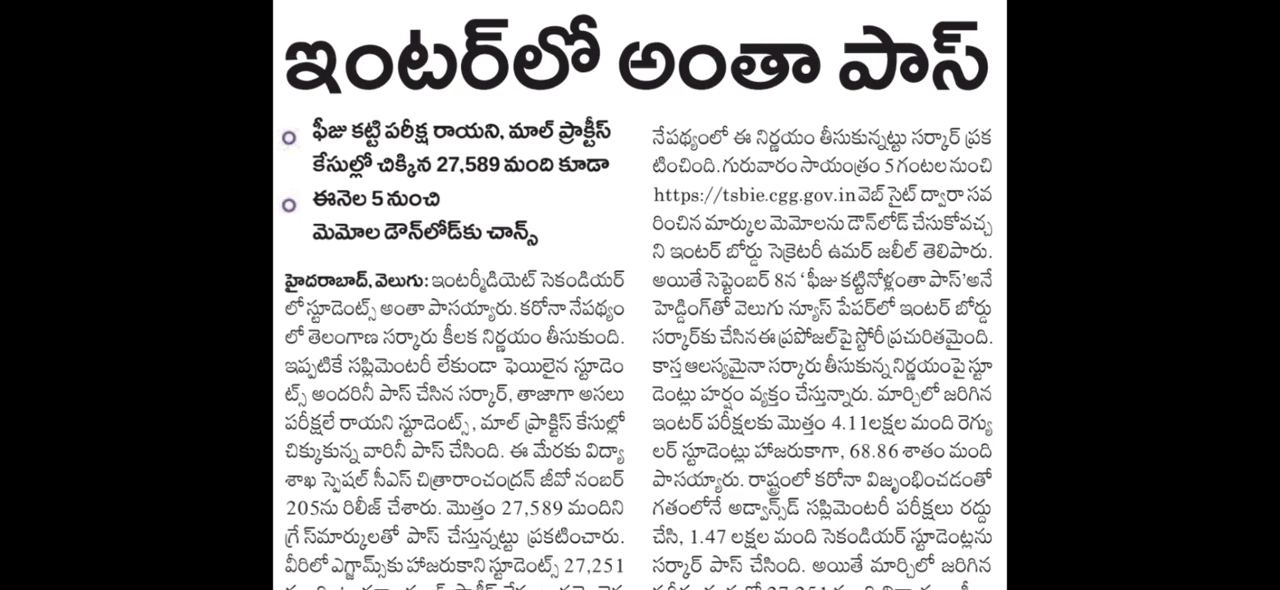 ఇంటర్‌లో అంతా పాస్
ఫీజు కట్టి పరీక్ష రాయని, మాల్ ప్రాక్టీస్
కేసుల్లో చిక్కిన 27,589 మంది కూడా
ఈనెల 5 నుంచి
మెమోల డౌన్‌లోడ్‌కు చాన్స్
హైదరాబాద్, వెలుగు: ఇంటర్మీడియెట్ సెకండియర్
లో స్టూడెంట్స్ అంతా పాసయ్యారు. కరోనా నేపథ్యం
లో తెలంగాణ సర్కారు కీలక నిర్ణయం తీసుకుంది.
ఇప్పటికే సప్లిమెంటరీ లేకుండా ఫెయిలైన స్టూడెం
ట్స్ అందరినీ పాస్ చేసిన సర్కార్, తాజాగా అసలు
పరీక్షలే రాయని స్టూడెంట్స్, మాల్ ప్రాక్టిస్ కేసుల్లో
చిక్కుకున్న వారినీ పాస్ చేసింది. ఈ మేరకు విద్యా
శాఖ స్పెషల్ సీఎస్ చిత్రారాంచంద్రన్ జీవో నంబర్
205ను రిలీజ్ చేశారు. మొత్తం 27,589 మందిని
గ్రేస్‌మార్కులతో పాస్ చేస్తున్నట్టు ప్రకటించారు.
వీరిలో ఎగ్జామ్స్‌కు హాజరుకాని స్టూడెంట్స్ 27,251
నేపథ్యంలో ఈ నిర్ణయం తీసుకున్నట్టు సర్కార్ ప్రక
టించింది. గురువారం సాయంత్రం 5 గంటల నుంచి
https://tsbie.cgg.gov.in వెబ్ సైట్ ద్వారా సవ
రించిన మార్కుల మెమోలను డౌన్‌లోడ్ చేసుకోవచ్చ
ని ఇంటర్ బోర్డు సెక్రెటరీ ఉమర్ జలీల్ తెలిపారు.
అయితే సెప్టెంబర్ 8న ‘ఫీజు కట్టినోళ్లంతా పాస్’ అనే
హెడ్డింగ్‌తో వెలుగు న్యూస్ పేపర్‌లో ఇంటర్ బోర్డు
సర్కార్‌కు చేసిన ఈ ప్రపోజల్‌పై స్టోరీ ప్రచురితమైంది.
కాస్త ఆలస్యమైనా సర్కారు తీసుకున్న నిర్ణయంపై స్టూ
డెంట్లు హర్షం వ్యక్తం చేస్తున్నారు. మార్చిలో జరిగిన
ఇంటర్ పరీక్షలకు మొత్తం 4.11లక్షల మంది రెగ్యు
లర్ స్టూడెంట్లు హాజరుకాగా, 68.86 శాతం మంది
పాసయ్యారు. రాష్ట్రంలో కరోనా విజృంభించడంతో
గతంలోనే అడ్వాన్స్‌డ్ సప్లిమెంటరీ పరీక్షలు రద్దు
చేసి, 1.47 లక్షల మంది సెకండియర్ స్టూడెంట్లను
సర్కార్ పాస్ చేసింది. అయితే మార్చిలో జరిగిన